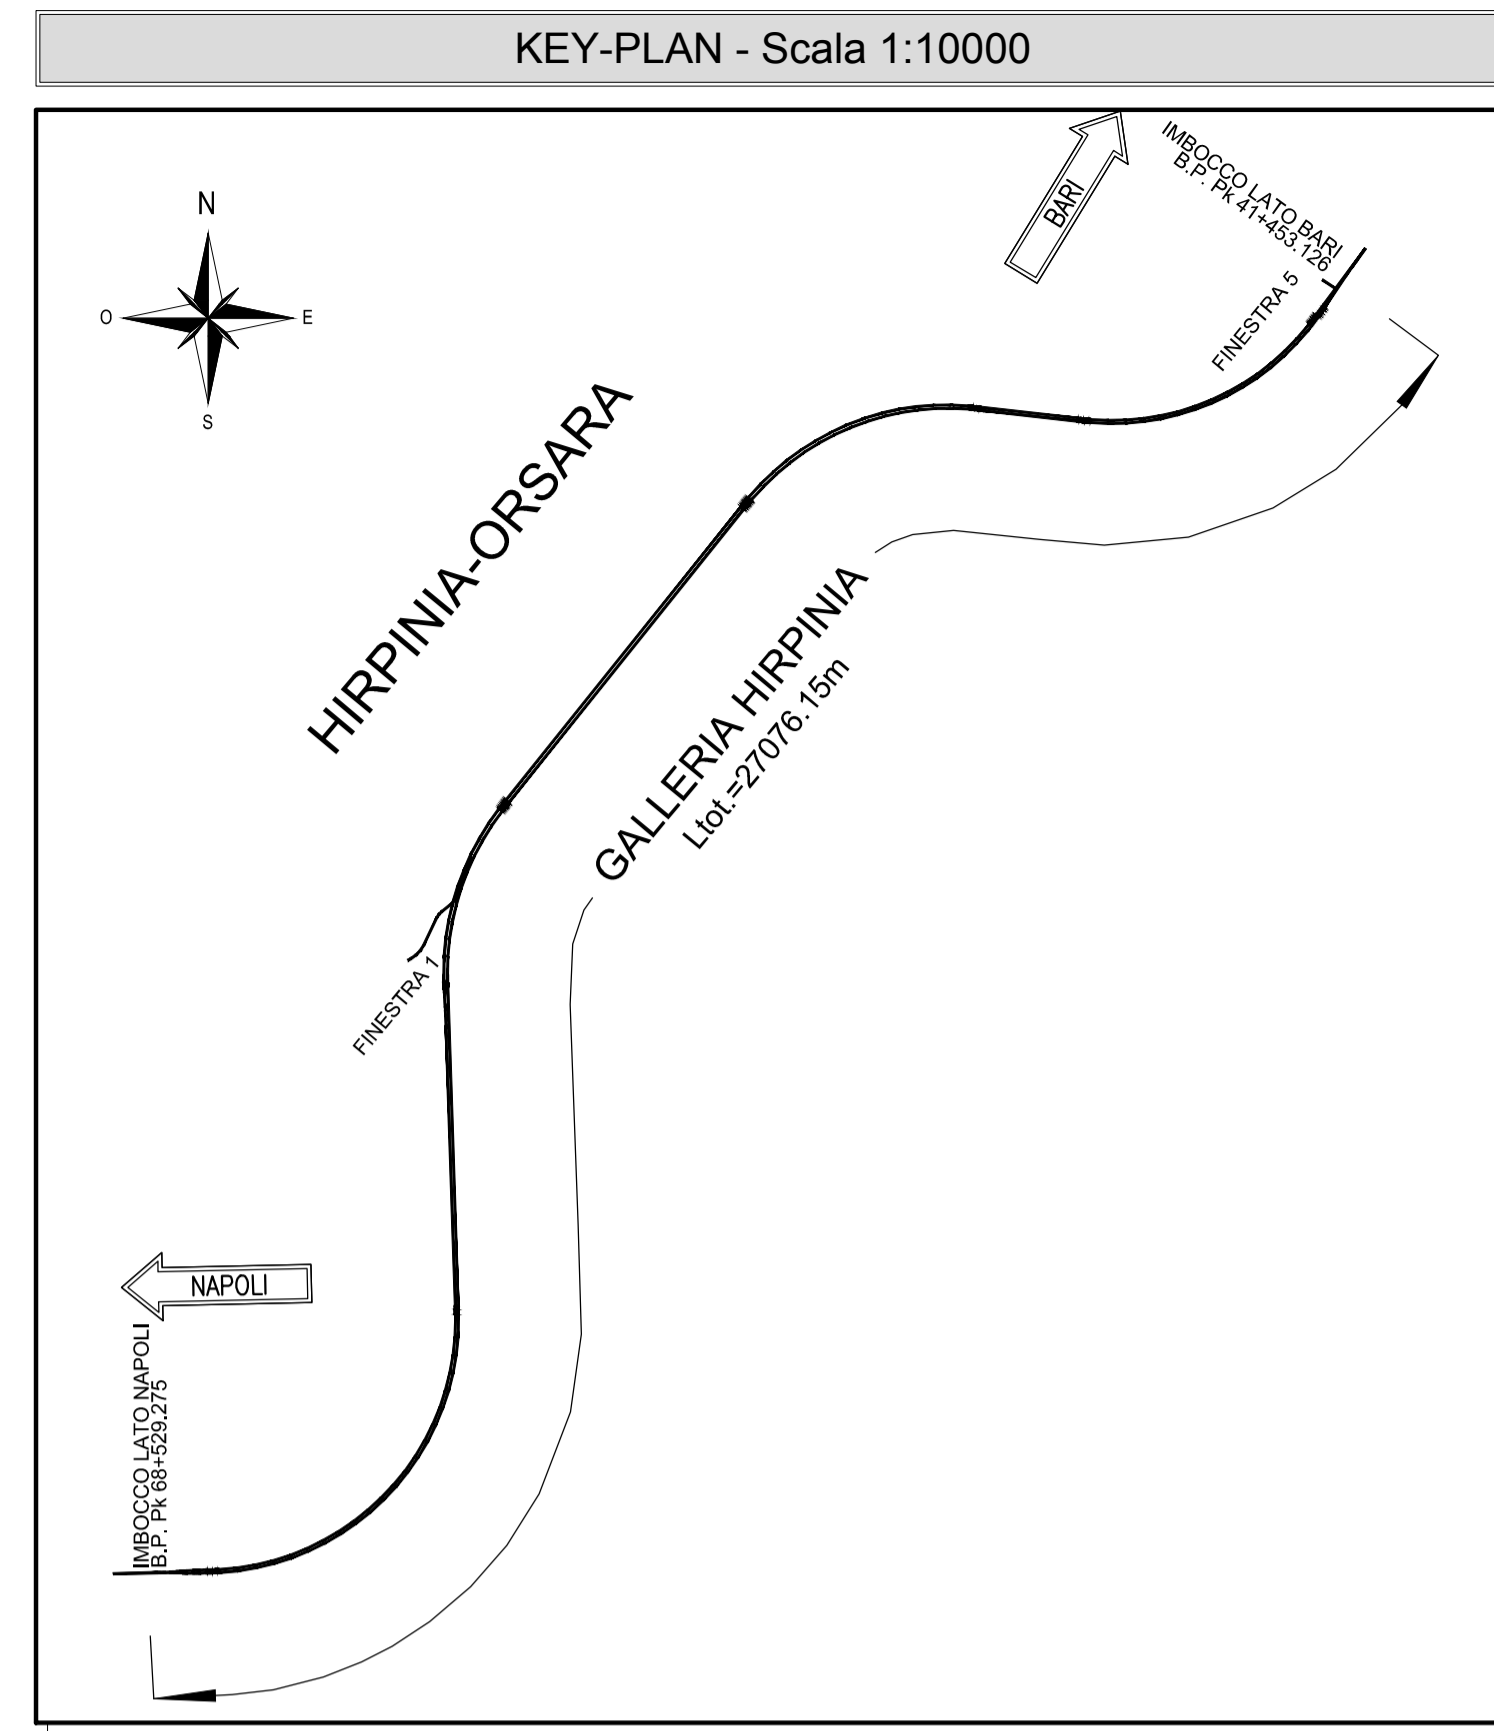 KEY-PLAN - Scala 1:10000
BARI
IMBOCCO LATO BARI
B.P. Pk 41+453.126
FINESTRA 5
N
O
E
S
HIRPINIA-ORSARA
GALLERIA HIRPINIA
Ltot.=27076.15m
FINESTRA 1
NAPOLI
IMBOCCO LATO NAPOLI
B.P. Pk 68+529.275